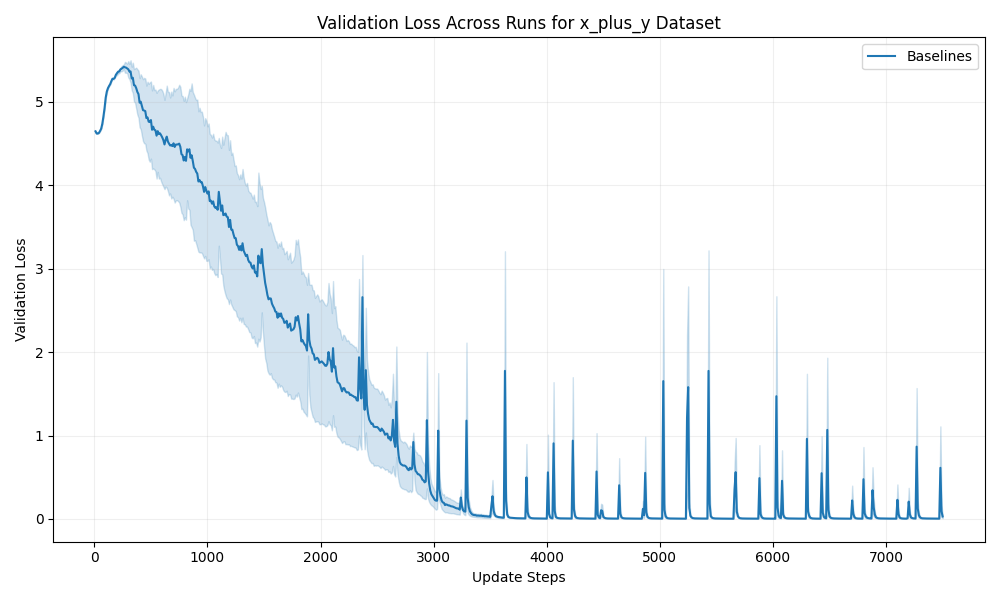 Validation Loss Across Runs for x_plus_y Dataset
Baselines
Validation Loss
5
4
3
2
1
0
0 1000 2000 3000 4000 5000 6000 7000
Update Steps